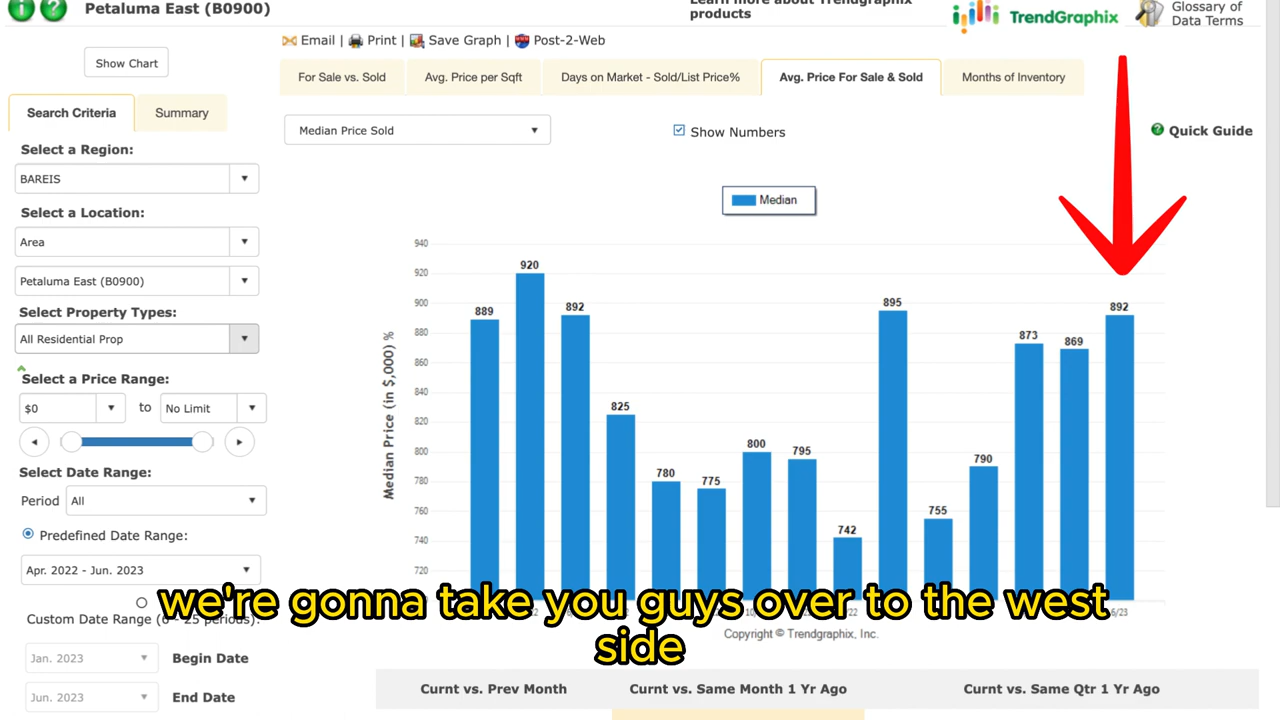 Petaluma East (B0900)
Learn more about Trendgraphix
products
TrendGraphix
Glossary of
Data Terms
Email | Print | Save Graph | Post-2-Web
Show Chart
For Sale vs. Sold
Avg. Price per Sqft
Days on Market - Sold/List Price%
Avg. Price For Sale & Sold
Months of Inventory
Search Criteria
Summary
Median Price Sold
Show Numbers
Quick Guide
Select a Region:
BAREIS
Select a Location:
Area
Petaluma East (B0900)
Select Property Types:
All Residential Prop
Select a Price Range:
$0
to
No Limit
Select Date Range:
Period
All
Predefined Date Range:
Apr. 2022 - Jun. 2023
Custom Date Range (6 - 25 periods):
Jan. 2023
Begin Date
Jun. 2023
End Date
Median
Median Price (in $,000) %
940
920
900
880
860
840
820
800
780
760
740
720
889
920
892
825
780
775
800
795
742
895
755
790
873
869
892
6/23
we're gonna take you guys over to the west
side
Copyright © Trendgraphix, Inc.
Curnt vs. Prev Month
Curnt vs. Same Month 1 Yr Ago
Curnt vs. Same Qtr 1 Yr Ago